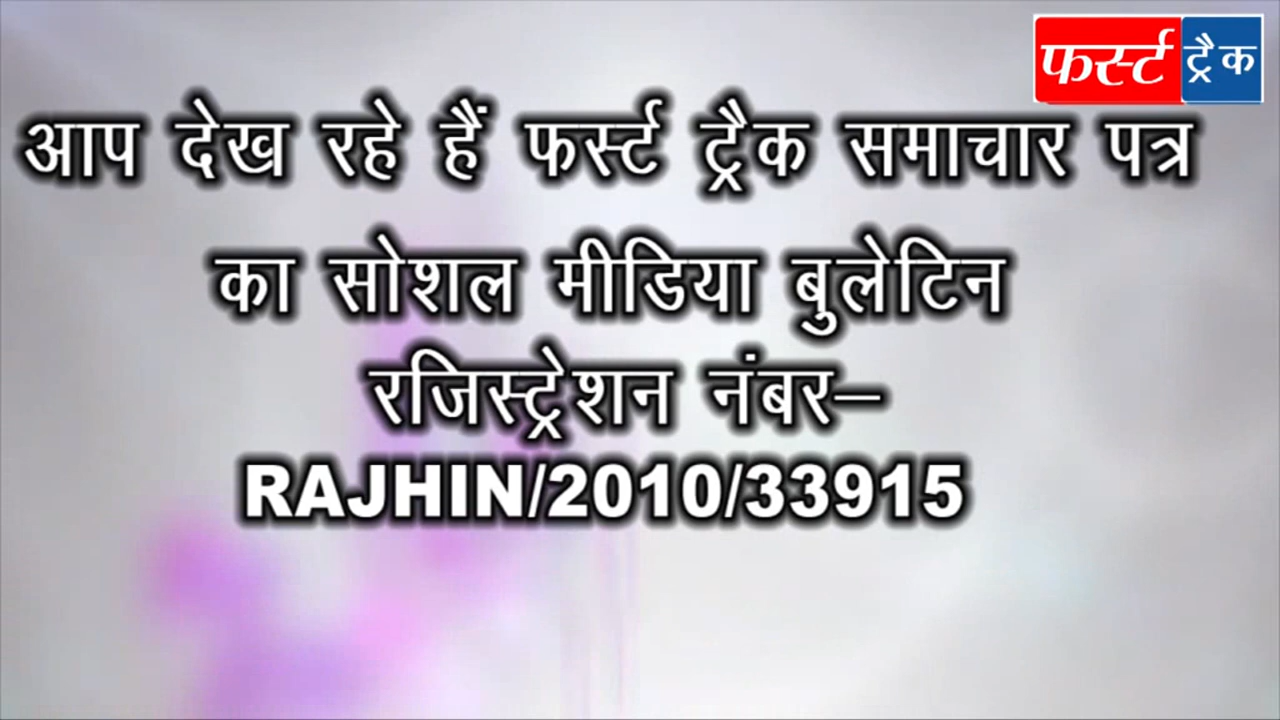 फर्स्ट ट्रैक
आप देख रहे हैं फर्स्ट ट्रैक समाचार पत्र
का सोशल मीडिया बुलेटिन
रजिस्ट्रेशन नंबर–
RAJHIN/2010/33915